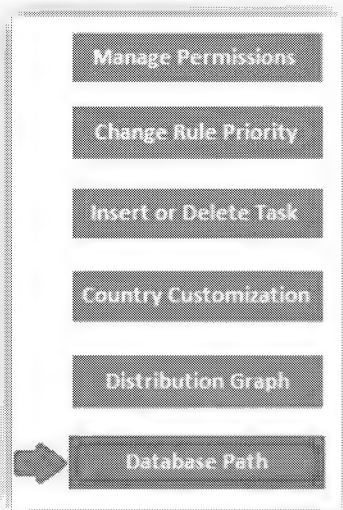 Manage Permissions
Change Rule Priority
Insert or Delete Task
Country Customization
Distribution Graph
Database Path